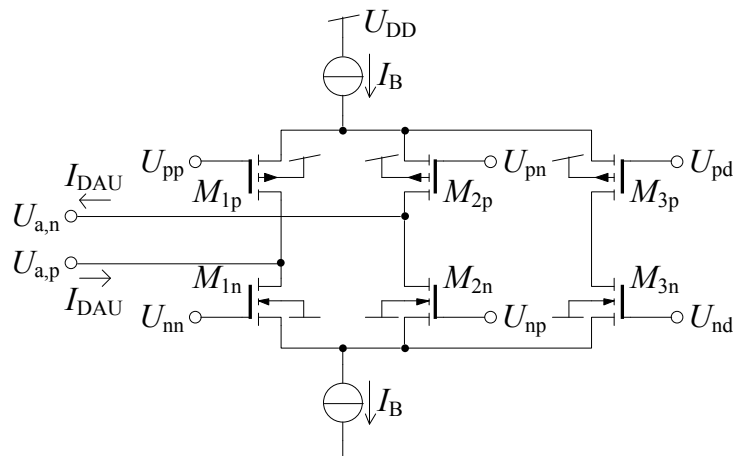 U_DD
I_B
U_pp
U_pn
U_pd
I_DAU
M_1p
M_2p
M_3p
U_a,n
U_a,p
I_DAU
M_1n
M_2n
M_3n
U_nn
U_np
U_nd
I_B